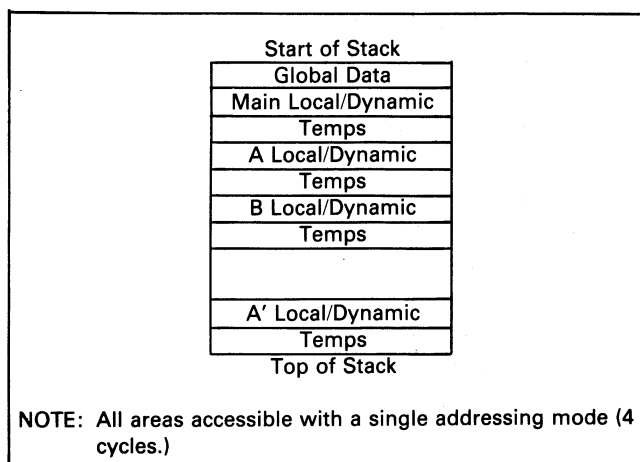 Start of Stack
Global Data
Main Local/Dynamic
Temps
A Local/Dynamic
Temps
B Local/Dynamic
Temps
A' Local/Dynamic
Temps
Top of Stack
NOTE: All areas accessible with a single addressing mode (4
cycles.)